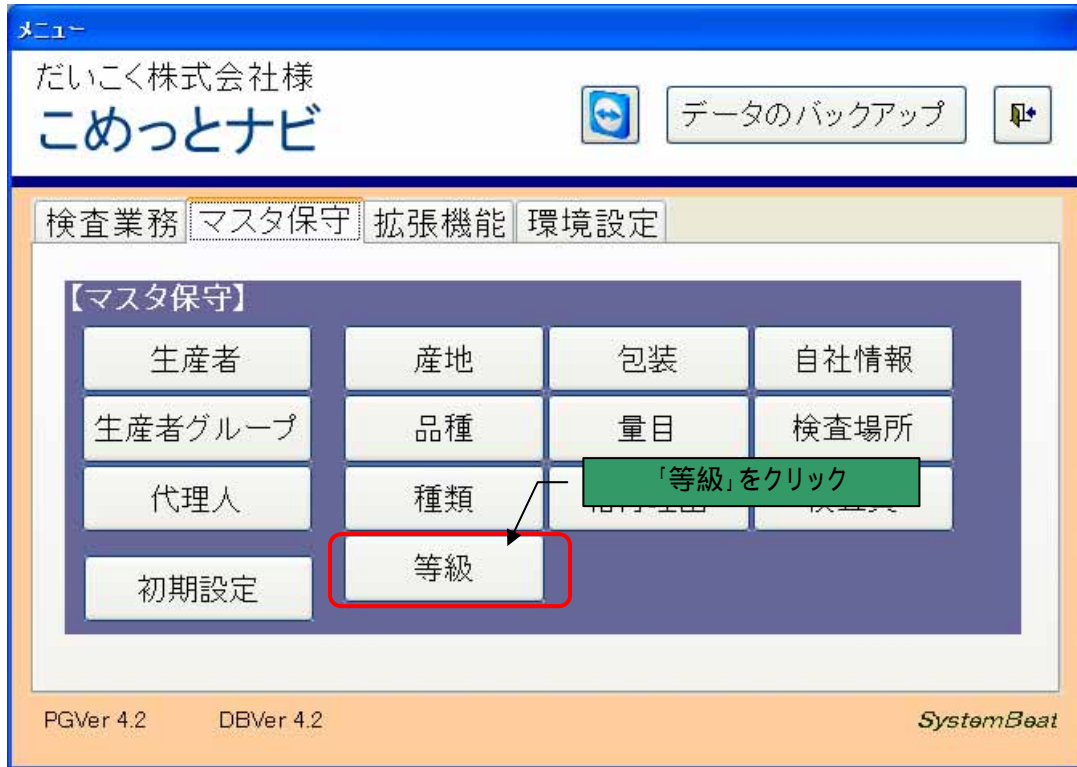 メニュー
だいこく株式会社様
こめっとナビ
データのバックアップ
検査業務 マスタ保守 拡張機能 環境設定
【マスタ保守】
生産者 産地 包装 自社情報
生産者グループ 品種 量目 検査場所
「等級」をクリック
代理人 種類
等級
初期設定
PGVer 4.2 DBVer 4.2 SystemBeat